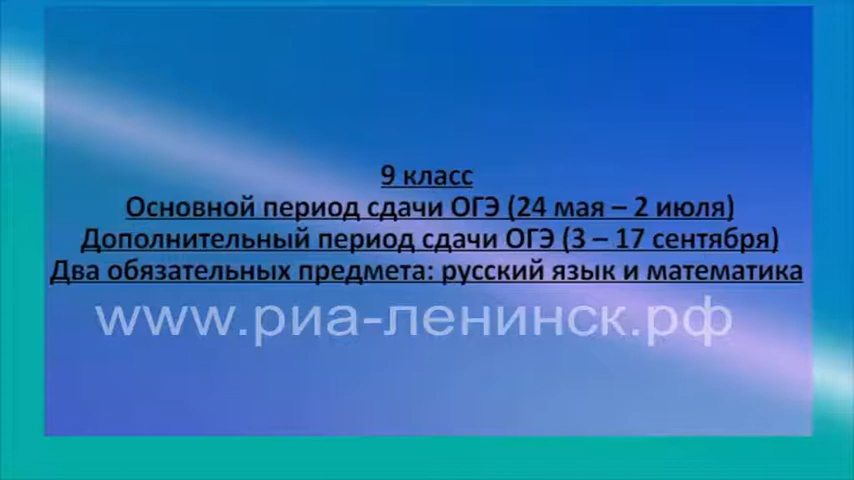 9 класс
Основной период сдачи ОГЭ (24 мая – 2 июля)
Дополнительный период сдачи ОГЭ (3 – 17 сентября)
Два обязательных предмета: русский язык и математика
www.риа-ленинск.рф